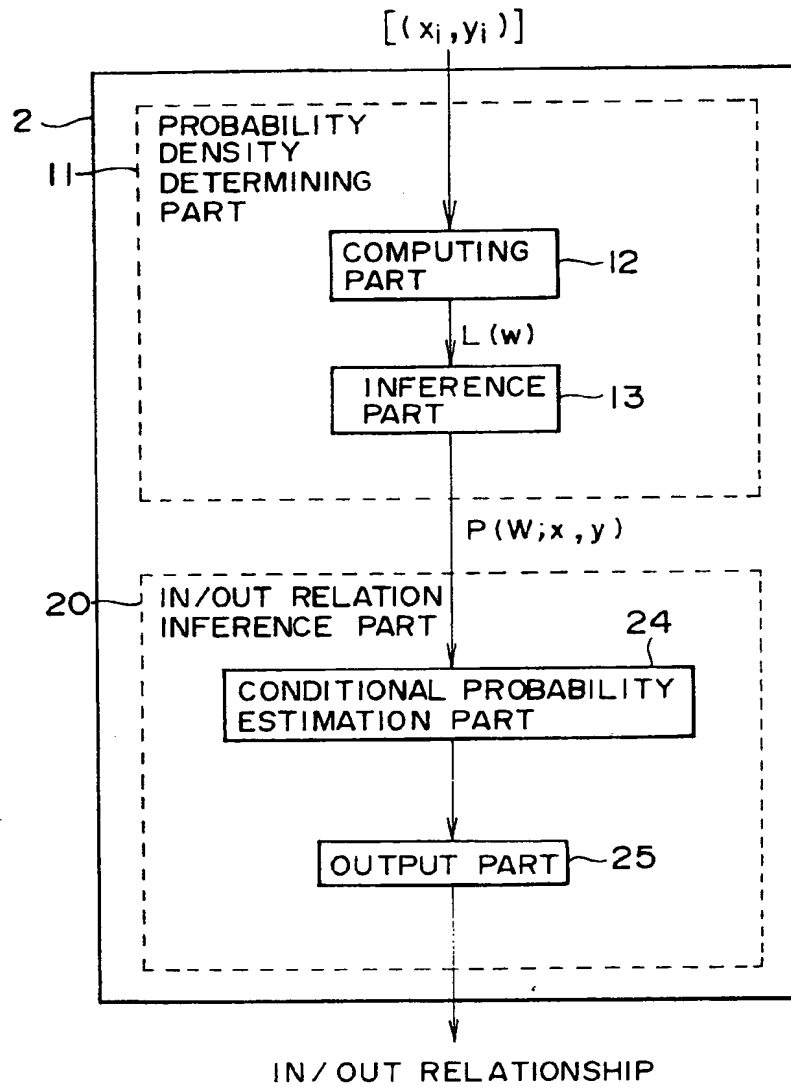 [(xi,yi)]
2
PROBABILITY
DENSITY
DETERMINING
PART
11
COMPUTING
PART
12
L(w)
INFERENCE
PART
13
P(W;x,y)
20
IN/OUT RELATION
INFERENCE PART
24
CONDITIONAL PROBABILITY
ESTIMATION PART
OUTPUT PART
25
IN/OUT RELATIONSHIP